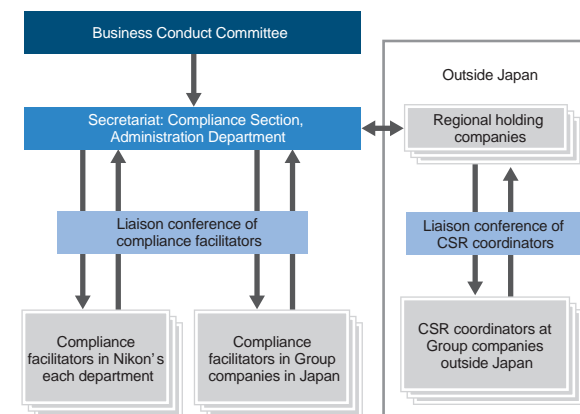 Business Conduct Committee
Outside Japan
Secretariat: Compliance Section,
Administration Department
Regional holding
companies
Liaison conference of
compliance facilitators
Liaison conference of
CSR coordinators
Compliance
facilitators in Nikon's
each department
Compliance
facilitators in Group
companies in Japan
CSR coordinators at
Group companies
outside Japan